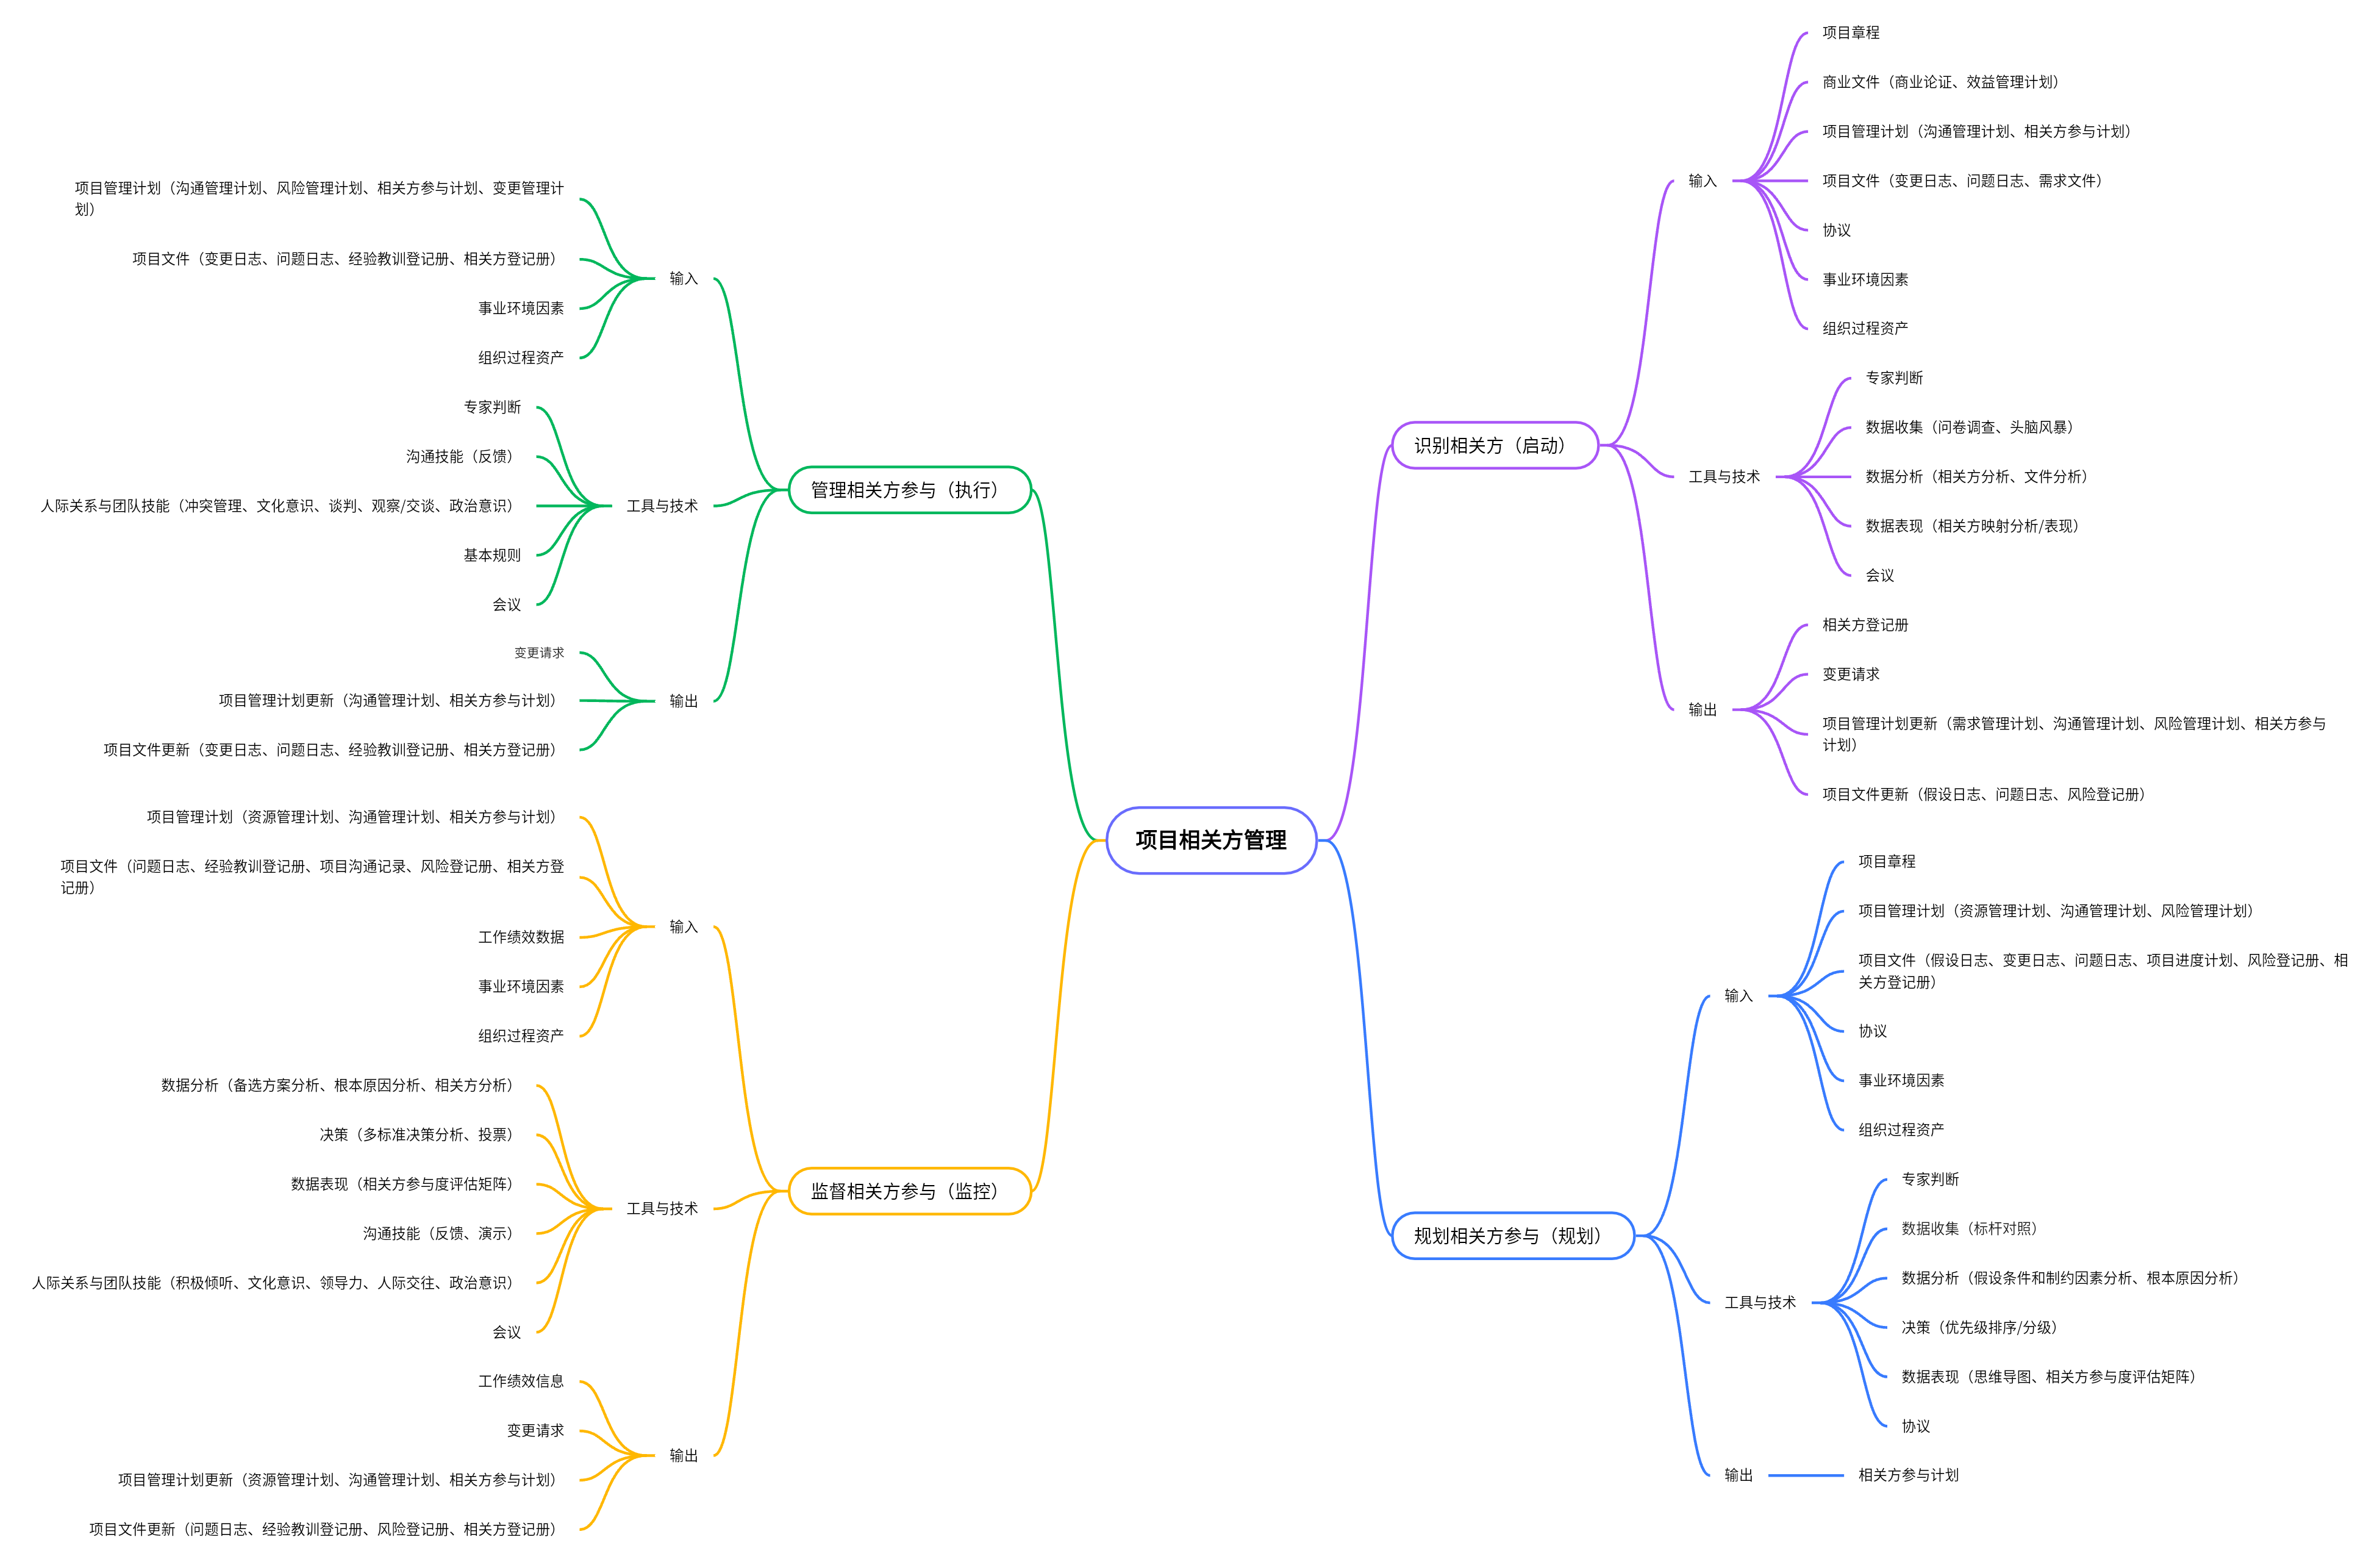 项目相关方管理
识别相关方（启动）
输入
项目章程
商业文件（商业论证、效益管理计划）
项目管理计划（沟通管理计划、相关方参与计划）
项目文件（变更日志、问题日志、需求文件）
协议
事业环境因素
组织过程资产
工具与技术
专家判断
数据收集（问卷调查、头脑风暴）
数据分析（相关方分析、文件分析）
数据表现（相关方映射分析/表现）
会议
输出
相关方登记册
变更请求
项目管理计划更新（需求管理计划、沟通管理计划、风险管理计划、相关方参与
计划）
项目文件更新（假设日志、问题日志、风险登记册）
规划相关方参与（规划）
输入
项目章程
项目管理计划（资源管理计划、沟通管理计划、风险管理计划）
项目文件（假设日志、变更日志、问题日志、项目进度计划、风险登记册、相
关方登记册）
协议
事业环境因素
组织过程资产
工具与技术
专家判断
数据收集（标杆对照）
数据分析（假设条件和制约因素分析、根本原因分析）
决策（优先级排序/分级）
数据表现（思维导图、相关方参与度评估矩阵）
协议
输出
相关方参与计划
管理相关方参与（执行）
输入
项目管理计划（沟通管理计划、风险管理计划、相关方参与计划、变更管理计
划）
项目文件（变更日志、问题日志、经验教训登记册、相关方登记册）
事业环境因素
组织过程资产
工具与技术
专家判断
沟通技能（反馈）
人际关系与团队技能（冲突管理、文化意识、谈判、观察/交谈、政治意识）
基本规则
会议
输出
变更请求
项目管理计划更新（沟通管理计划、相关方参与计划）
项目文件更新（变更日志、问题日志、经验教训登记册、相关方登记册）
监督相关方参与（监控）
输入
项目管理计划（资源管理计划、沟通管理计划、相关方参与计划）
项目文件（问题日志、经验教训登记册、项目沟通记录、风险登记册、相关方登
记册）
工作绩效数据
事业环境因素
组织过程资产
工具与技术
数据分析（备选方案分析、根本原因分析、相关方分析）
决策（多标准决策分析、投票）
数据表现（相关方参与度评估矩阵）
沟通技能（反馈、演示）
人际关系与团队技能（积极倾听、文化意识、领导力、人际交往、政治意识）
会议
输出
工作绩效信息
变更请求
项目管理计划更新（资源管理计划、沟通管理计划、相关方参与计划）
项目文件更新（问题日志、经验教训登记册、风险登记册、相关方登记册）